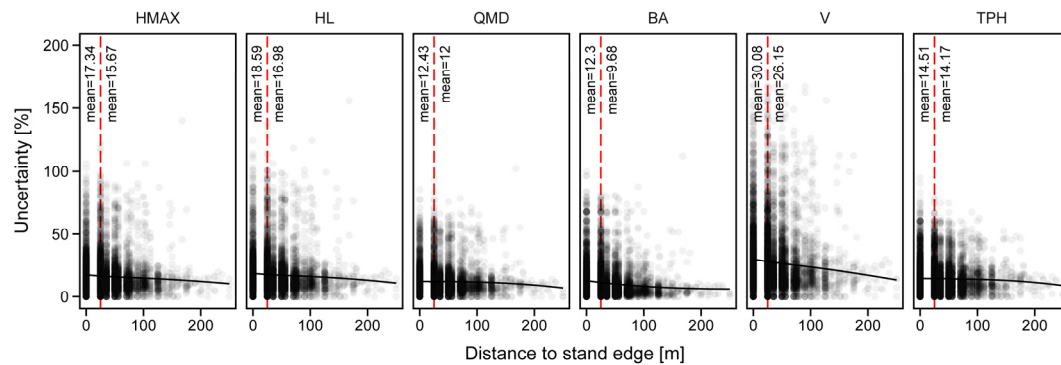 HMAX HL QMD BA V TPH
mean=17.34 mean=15.67 mean=18.59 mean=16.98 mean=12.43 mean=12 mean=12.3 mean=9.68 mean=30.08 mean=26.15 mean=14.51 mean=14.17
200
150
100
50
0
Uncertainty [%]
0 100 200 0 100 200 0 100 200 0 100 200 0 100 200 0 100 200
Distance to stand edge [m]